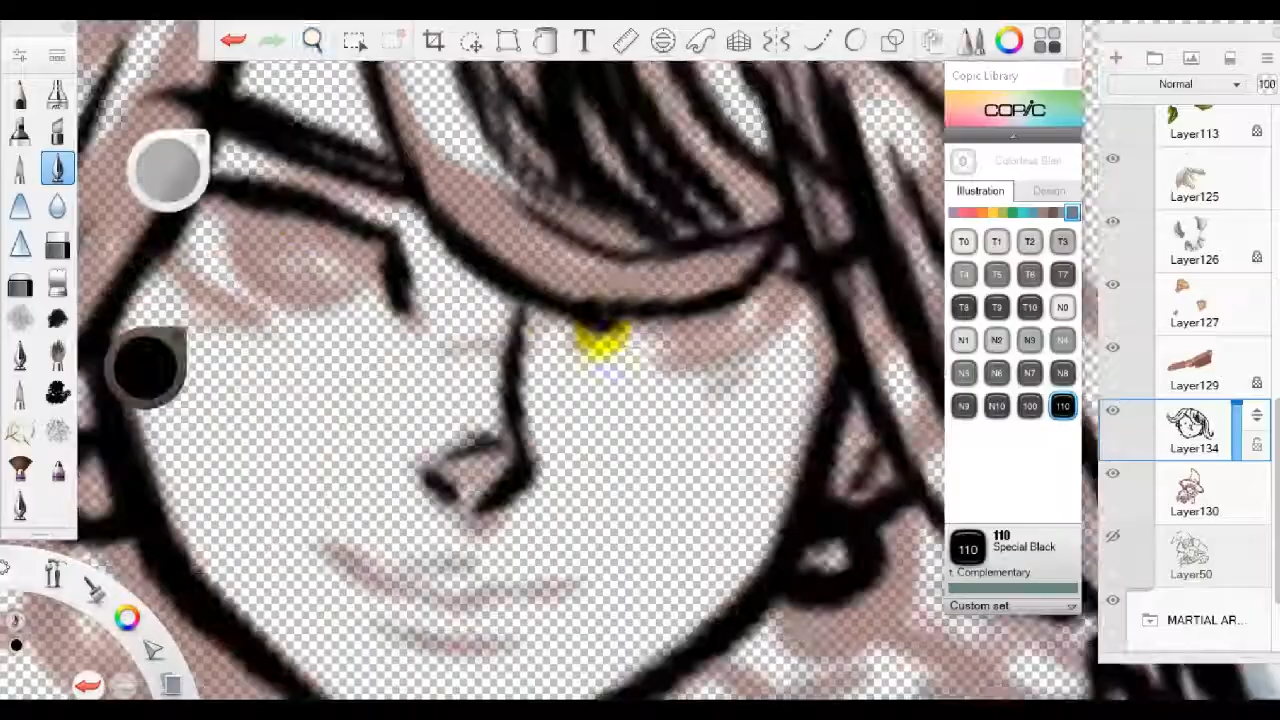 Copic Library
COPIC
0 Colorless Blen
Illustration Design
T0 T1 T2 T3
T4 T5 T6 T7
T8 T9 T10 N0
N1 N2 N3 N4
N5 N6 N7 N8
N9 N10 100 110
110
110
Special Black
t. Complementary
Custom set
T
Normal 100
Layer113
Layer125
Layer126
Layer127
Layer129
Layer134
Layer130
Layer50
MARTIAL AR...